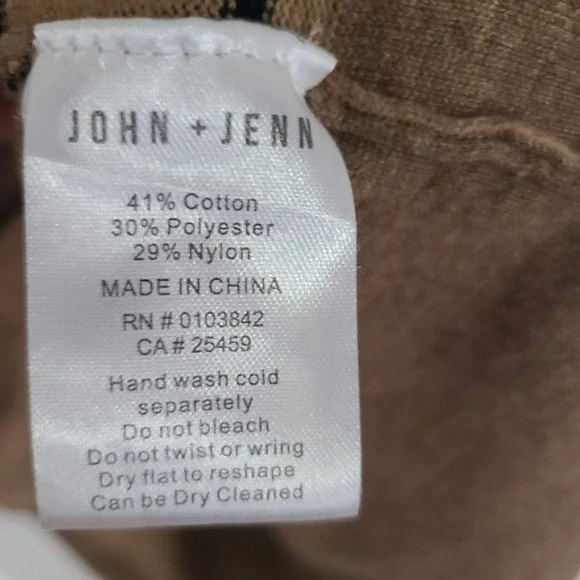 JOHN + JENN
41% Cotton
30% Polyester
29% Nylon
MADE IN CHINA
RN # 0103842
CA # 25459
Hand wash cold
separately
Do not bleach
Do not twist or wring
Dry flat to reshape
Can be Dry Cleaned